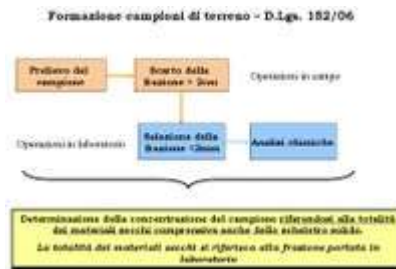 Formazione campioni di terreno - D.Lgs. 152/06
Prelievo del
campione
Scarto della
frazione > 2cm
Operazioni in campo
Operazioni in laboratorio
Selezione della
frazione <2mm
Analisi chimiche
Determinazione della concentrazione del campione riferendosi alla totalità
dei materiali secchi comprensiva anche dello scheletro
La totalità dei materiali secchi si riferisce alla frazione portata in
laboratorio